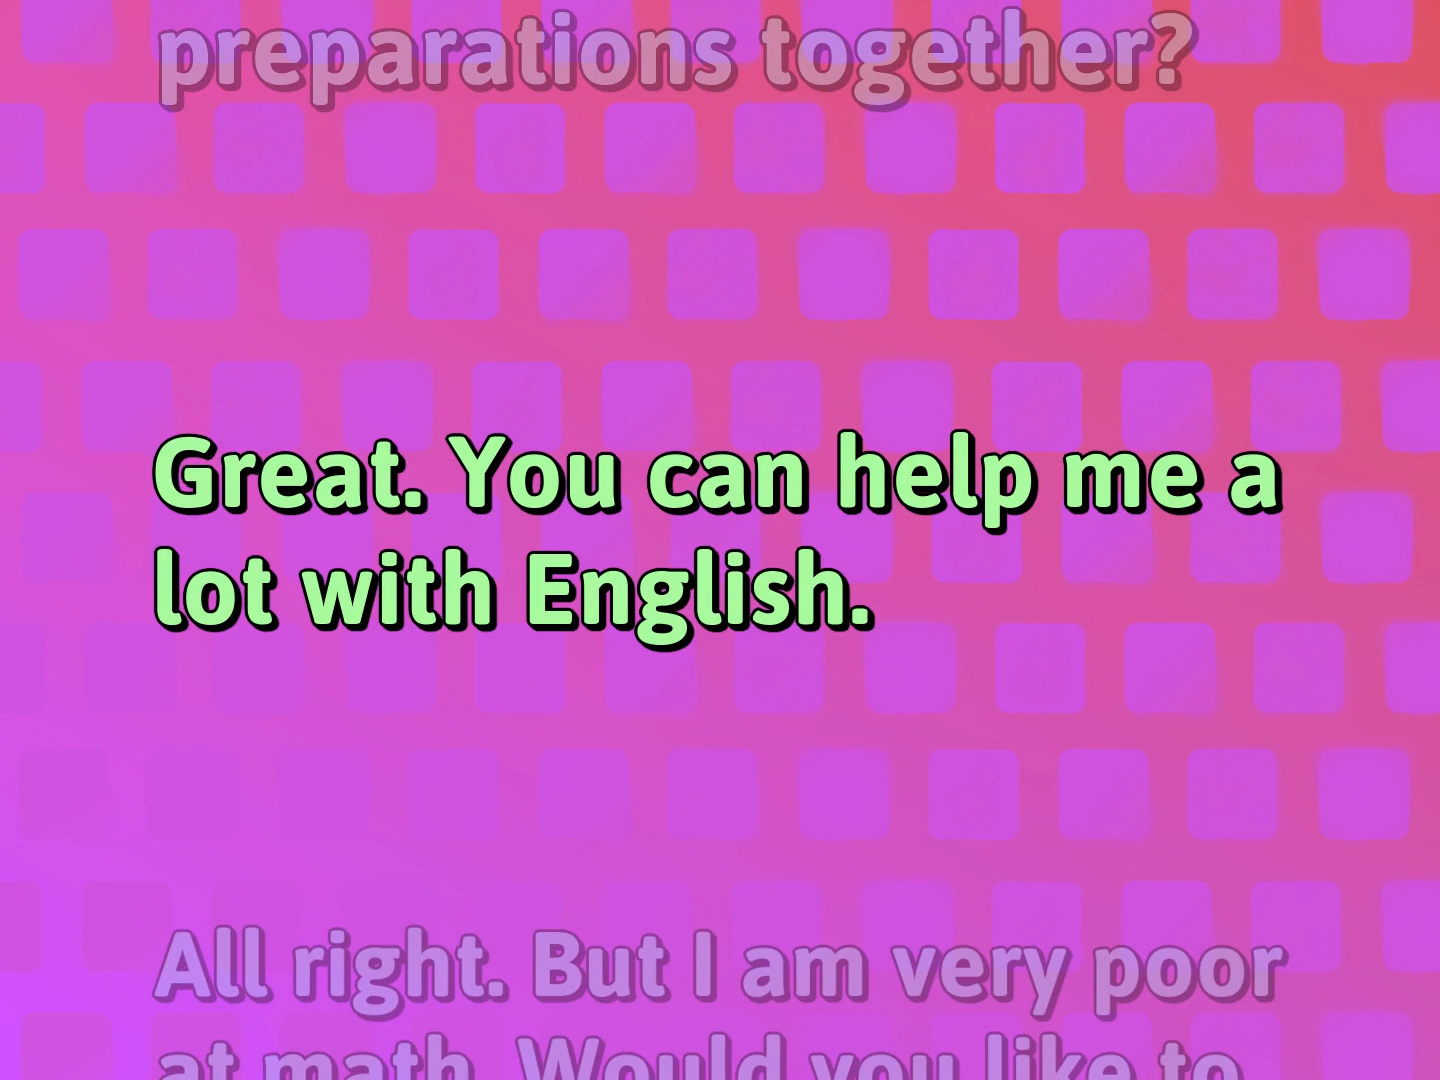 preparations together?
Great. You can help me a
lot with English.
All right. But I am very poor
at math. Would you like to